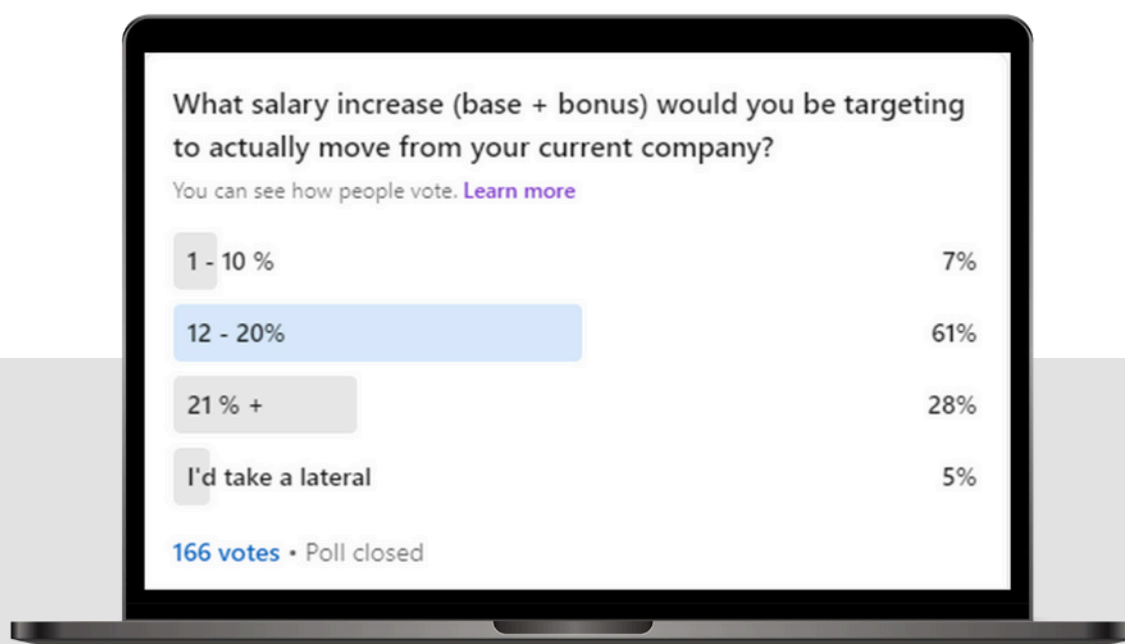 What salary increase (base + bonus) would you be targeting
to actually move from your current company?
You can see how people vote. Learn more
1 - 10 % 7%
12 - 20% 61%
21 % + 28%
I'd take a lateral 5%
166 votes • Poll closed